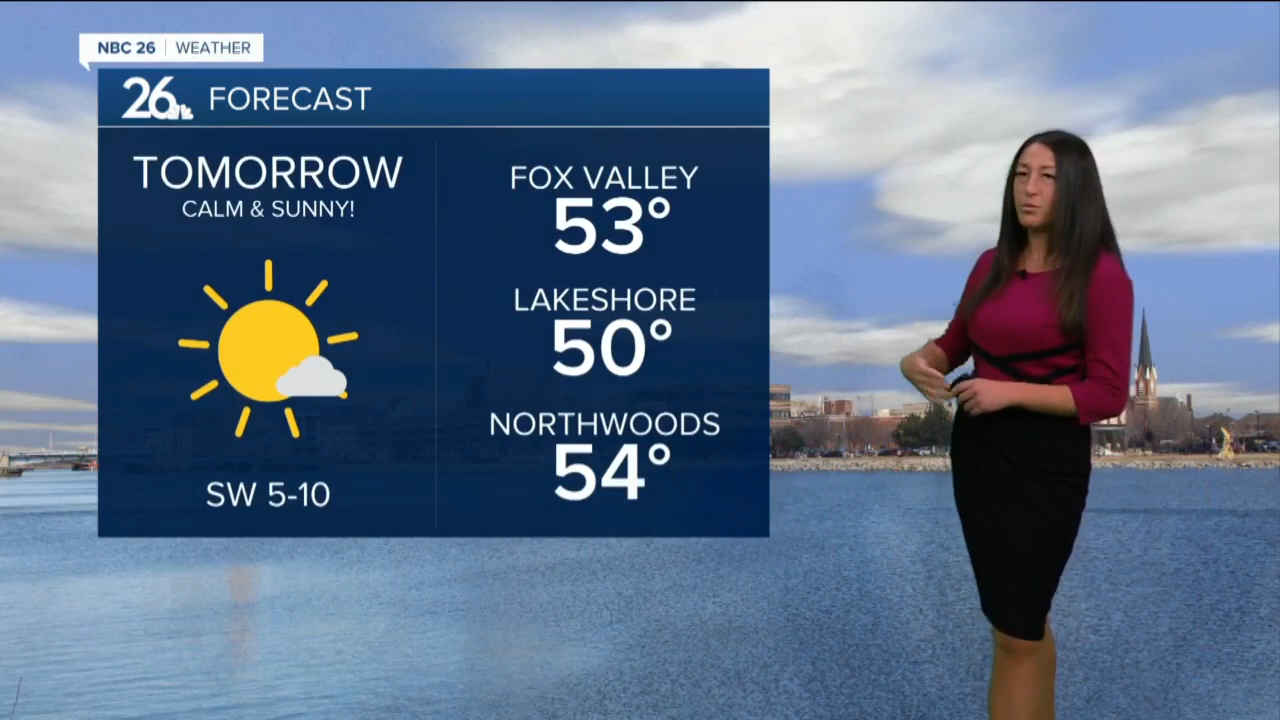 NBC 26 | WEATHER
26 FORECAST
TOMORROW
CALM & SUNNY!
SW 5-10
FOX VALLEY
53°
LAKESHORE
50°
NORTHWOODS
54°